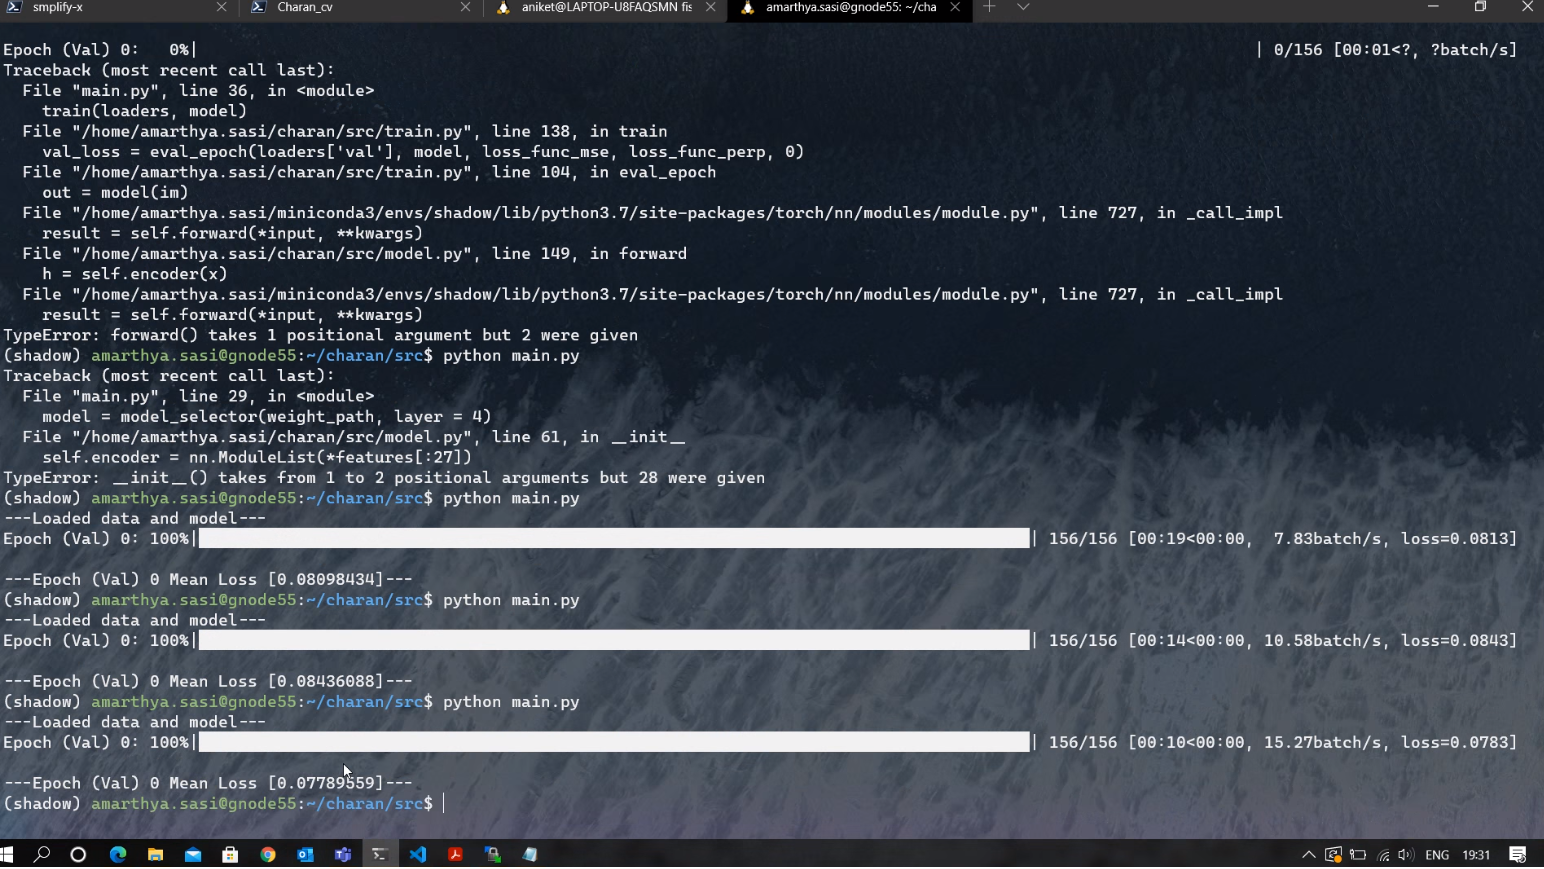 smplify-x Charan_cv aniket@LAPTOP-U8FAQSMN fis amarthya.sasi@gnode55: ~/cha
Epoch (Val) 0:   0%| | 0/156 [00:01<?, ?batch/s]
Traceback (most recent call last):
  File "main.py", line 36, in <module>
    train(loaders, model)
  File "/home/amarthya.sasi/charan/src/train.py", line 138, in train
    val_loss = eval_epoch(loaders['val'], model, loss_func_mse, loss_func_perp, 0)
  File "/home/amarthya.sasi/charan/src/train.py", line 104, in eval_epoch
    out = model(im)
  File "/home/amarthya.sasi/miniconda3/envs/shadow/lib/python3.7/site-packages/torch/nn/modules/module.py", line 727, in _call_impl
    result = self.forward(*input, **kwargs)
  File "/home/amarthya.sasi/charan/src/model.py", line 149, in forward
    h = self.encoder(x)
  File "/home/amarthya.sasi/miniconda3/envs/shadow/lib/python3.7/site-packages/torch/nn/modules/module.py", line 727, in _call_impl
    result = self.forward(*input, **kwargs)
TypeError: forward() takes 1 positional argument but 2 were given
(shadow) amarthya.sasi@gnode55:~/charan/src$ python main.py
Traceback (most recent call last):
  File "main.py", line 29, in <module>
    model = model_selector(weight_path, layer = 4)
  File "/home/amarthya.sasi/charan/src/model.py", line 61, in __init__
    self.encoder = nn.ModuleList(*features[:27])
TypeError: __init__() takes from 1 to 2 positional arguments but 28 were given
(shadow) amarthya.sasi@gnode55:~/charan/src$ python main.py
---Loaded data and model---
Epoch (Val) 0: 100%| | 156/156 [00:19<00:00,  7.83batch/s, loss=0.0813]
---Epoch (Val) 0 Mean Loss [0.08098434]---
(shadow) amarthya.sasi@gnode55:~/charan/src$ python main.py
---Loaded data and model---
Epoch (Val) 0: 100%| | 156/156 [00:14<00:00, 10.58batch/s, loss=0.0843]
---Epoch (Val) 0 Mean Loss [0.08436088]---
(shadow) amarthya.sasi@gnode55:~/charan/src$ python main.py
---Loaded data and model---
Epoch (Val) 0: 100%| | 156/156 [00:10<00:00, 15.27batch/s, loss=0.0783]
---Epoch (Val) 0 Mean Loss [0.07789559]---
(shadow) amarthya.sasi@gnode55:~/charan/src$
ENG 19:31